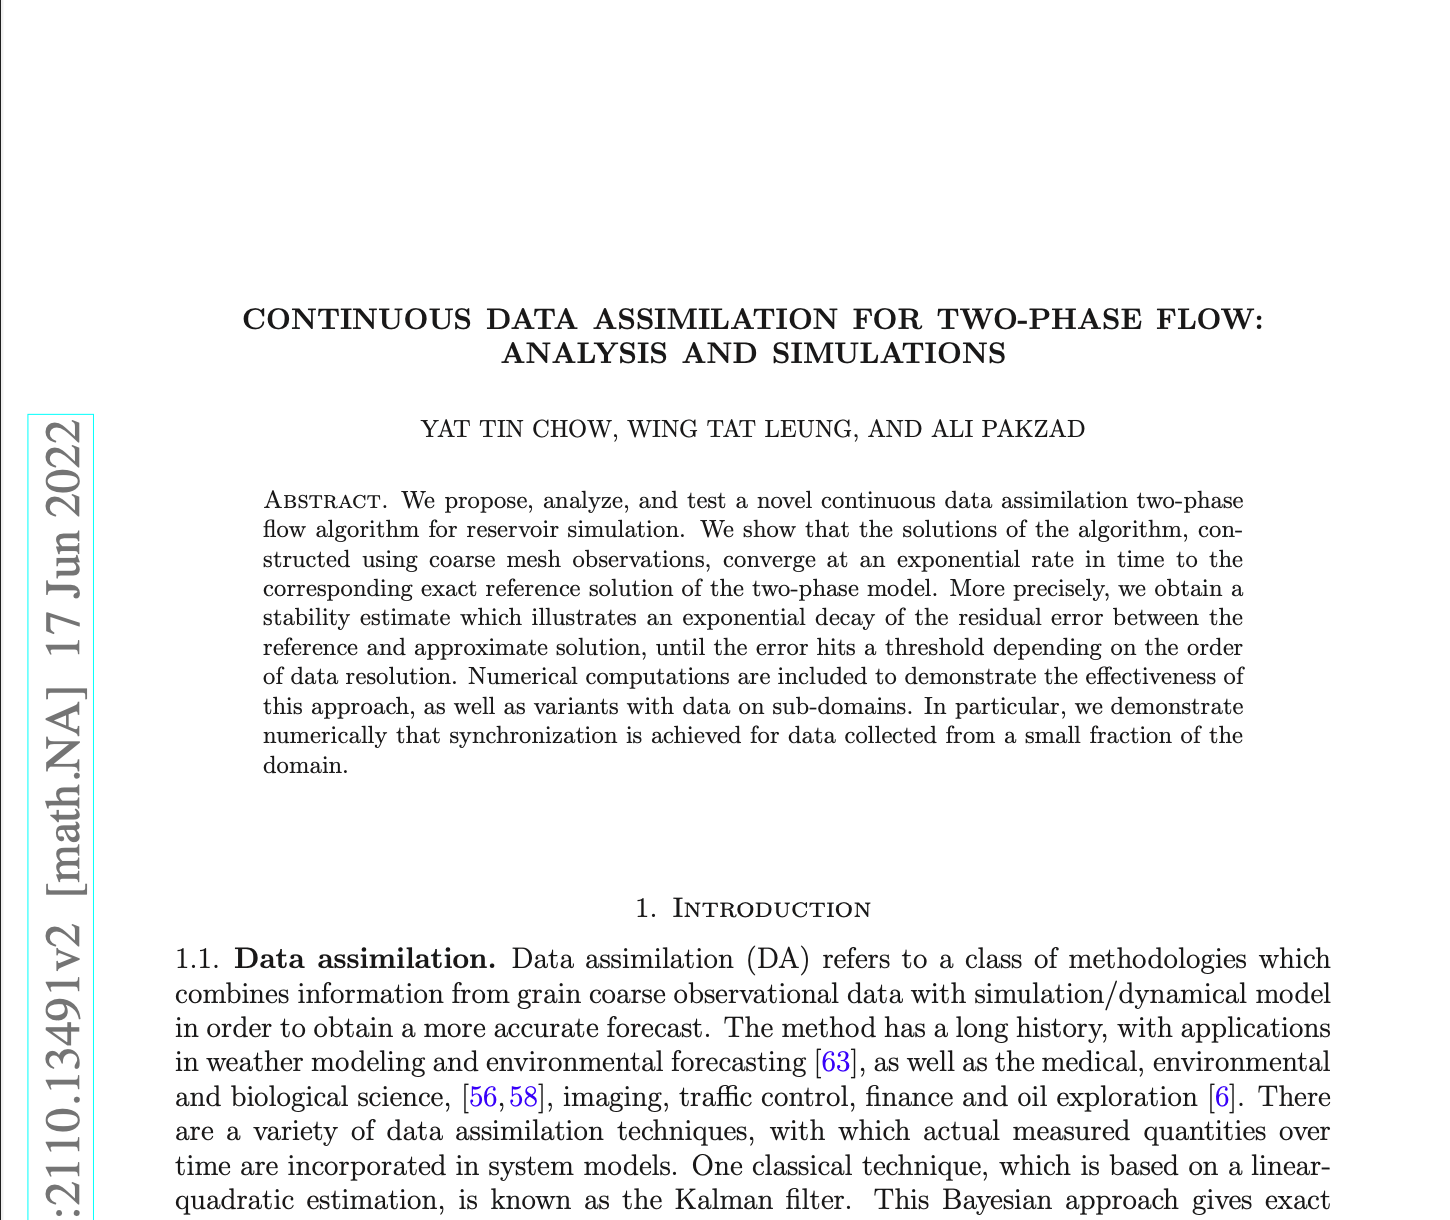 CONTINUOUS DATA ASSIMILATION FOR TWO-PHASE FLOW:
ANALYSIS AND SIMULATIONS
YAT TIN CHOW, WING TAT LEUNG, AND ALI PAKZAD
Abstract. We propose, analyze, and test a novel continuous data assimilation two-phase
flow algorithm for reservoir simulation. We show that the solutions of the algorithm, con-
structed using coarse mesh observations, converge at an exponential rate in time to the
corresponding exact reference solution of the two-phase model. More precisely, we obtain a
stability estimate which illustrates an exponential decay of the residual error between the
reference and approximate solution, until the error hits a threshold depending on the order
of data resolution. Numerical computations are included to demonstrate the effectiveness of
this approach, as well as variants with data on sub-domains. In particular, we demonstrate
numerically that synchronization is achieved for data collected from a small fraction of the
domain.
1. Introduction
1.1. Data assimilation. Data assimilation (DA) refers to a class of methodologies which
combines information from grain coarse observational data with simulation/dynamical model
in order to obtain a more accurate forecast. The method has a long history, with applications
in weather modeling and environmental forecasting [63], as well as the medical, environmental
and biological science, [56,58], imaging, traffic control, finance and oil exploration [6]. There
are a variety of data assimilation techniques, with which actual measured quantities over
time are incorporated in system models. One classical technique, which is based on a linear-
quadratic estimation, is known as the Kalman filter. This Bayesian approach gives exact
:2110.13491v2 [math.NA] 17 Jun 2022